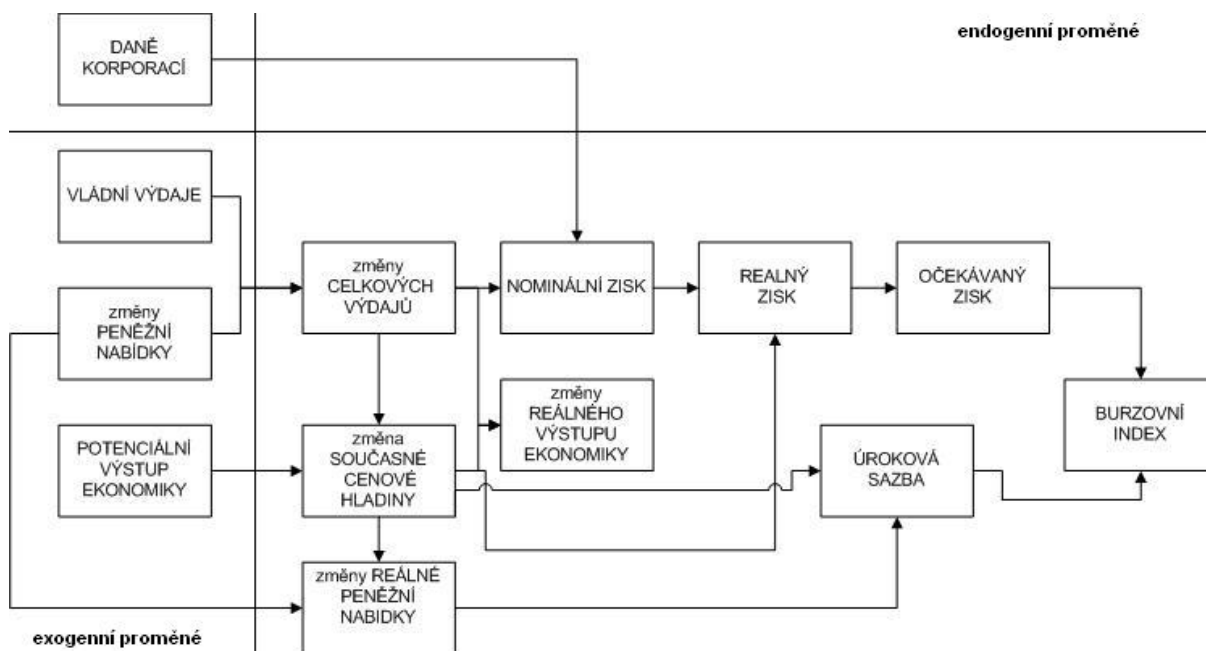 endogenní proměné
DANĚ
KORPORACÍ
VLÁDNÍ VÝDAJE
změny
PENĚŽNÍ
NABÍDKY
POTENCIÁLNÍ
VÝSTUP
EKONOMIKY
změny
CELKOVÝCH
VÝDAJŮ
NOMINÁLNÍ ZISK
REALNÝ
ZISK
OČEKÁVANÝ
ZISK
změny
REÁLNÉHO
VÝSTUPU
EKONOMIKY
BURZOVNÍ
INDEX
změna
SOUČASNÉ
CENOVÉ
HLADINY
ÚROKOVÁ
SAZBA
změny REÁLNÉ
PENĚŽNÍ
NABIDKY
exogenní proměné